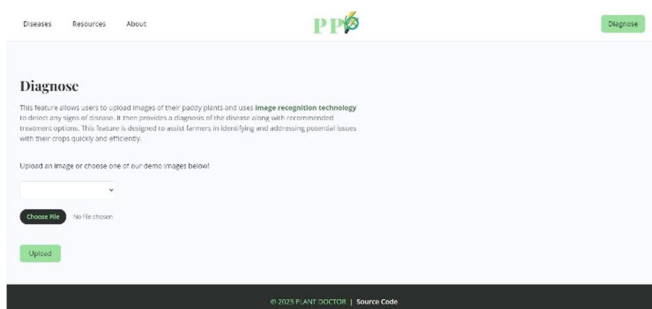 Diseases Resources About PP Diagnose
Diagnose
This feature allows users to upload images of their paddy plants and uses image recognition technology
to detect any signs of disease. It then provides a diagnosis of the disease along with recommended
treatment options. This feature is designed to assist farmers in identifying and addressing potential issues
with their crops quickly and efficiently.
Upload an image or choose one of our demo images below!
Choose File No file chosen
Upload
© 2023 PLANT DOCTOR | Source Code